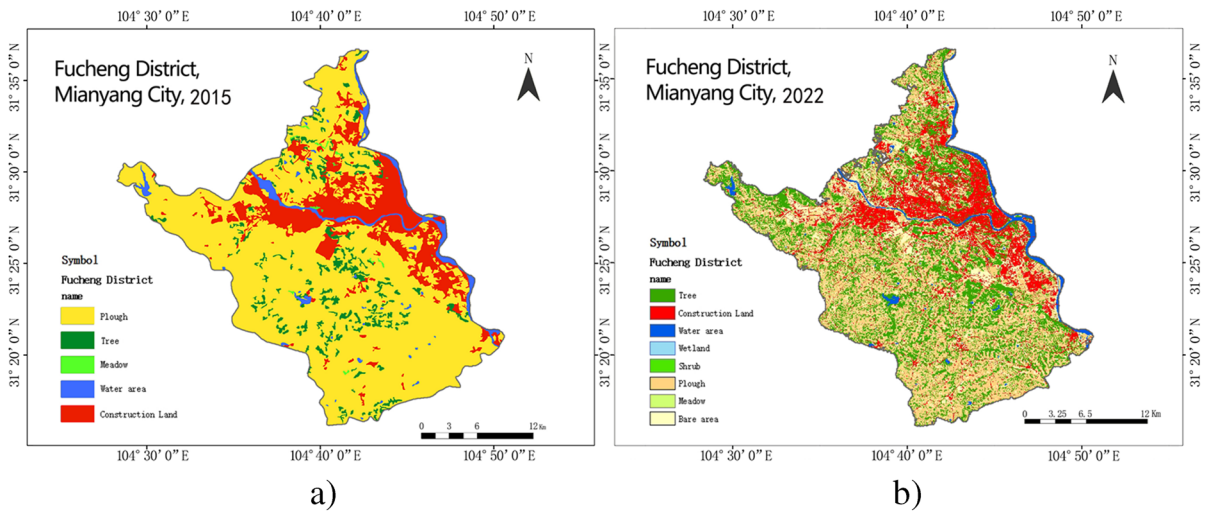 104° 30′ 0″E 104° 40′ 0″E 104° 50′ 0″E
Fucheng District,
Mianyang City, 2015
N
31° 35′ 0″ N
31° 30′ 0″ N
31° 25′ 0″ N
31° 20′ 0″ N
Symbol
Fucheng District
name
Plough
Tree
Meadow
Water area
Construction Land
0 3 6 12 Km
104° 30′ 0″E 104° 40′ 0″E 104° 50′ 0″E
a)
104° 30′ 0″E 104° 40′ 0″E 104° 50′ 0″E
Fucheng District,
Mianyang City, 2022
N
31° 35′ 0″ N
31° 30′ 0″ N
31° 25′ 0″ N
31° 20′ 0″ N
Symbol
Fucheng District
name
Tree
Construction Land
Water area
Wetland
Shrub
Plough
Meadow
Bare area
0 3.25 6.5 12 Km
104° 30′ 0″E 104° 40′ 0″E 104° 50′ 0″E
b)